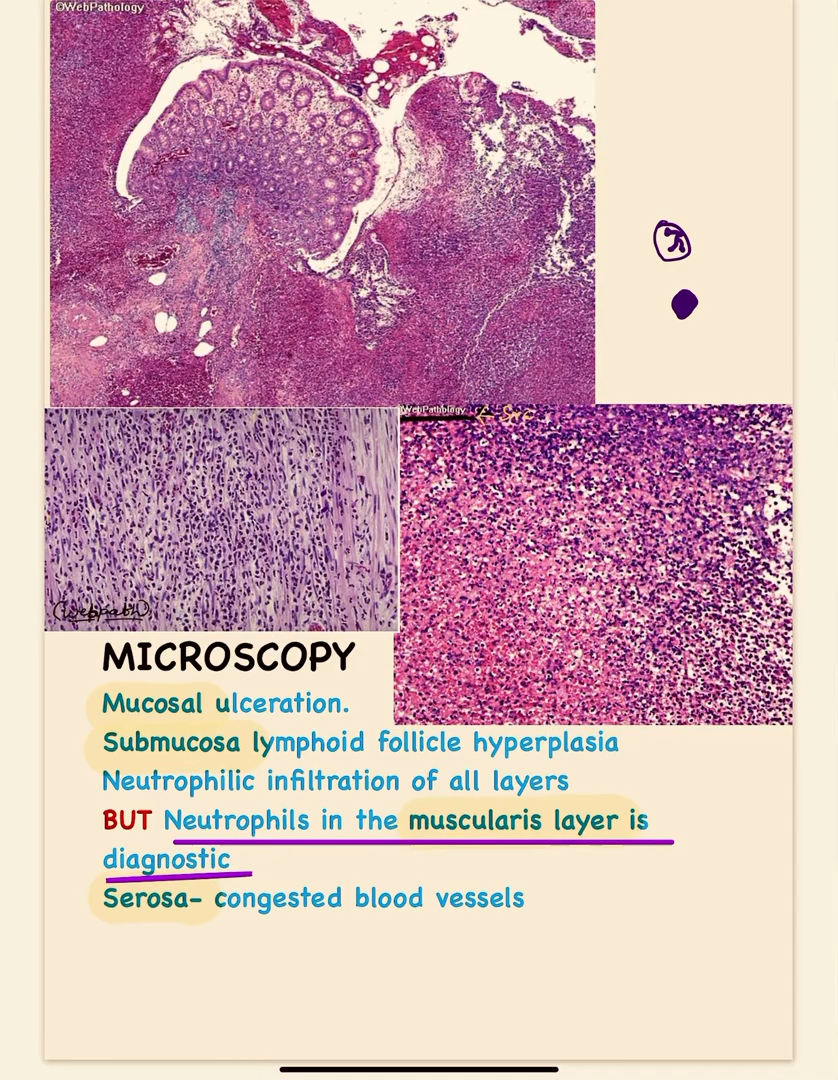 ©WebPathology
WebPathology
(Webpath)
MICROSCOPY
Mucosal ulceration.
Submucosa lymphoid follicle hyperplasia
Neutrophilic infiltration of all layers
BUT Neutrophils in the muscularis layer is
diagnostic
Serosa- congested blood vessels